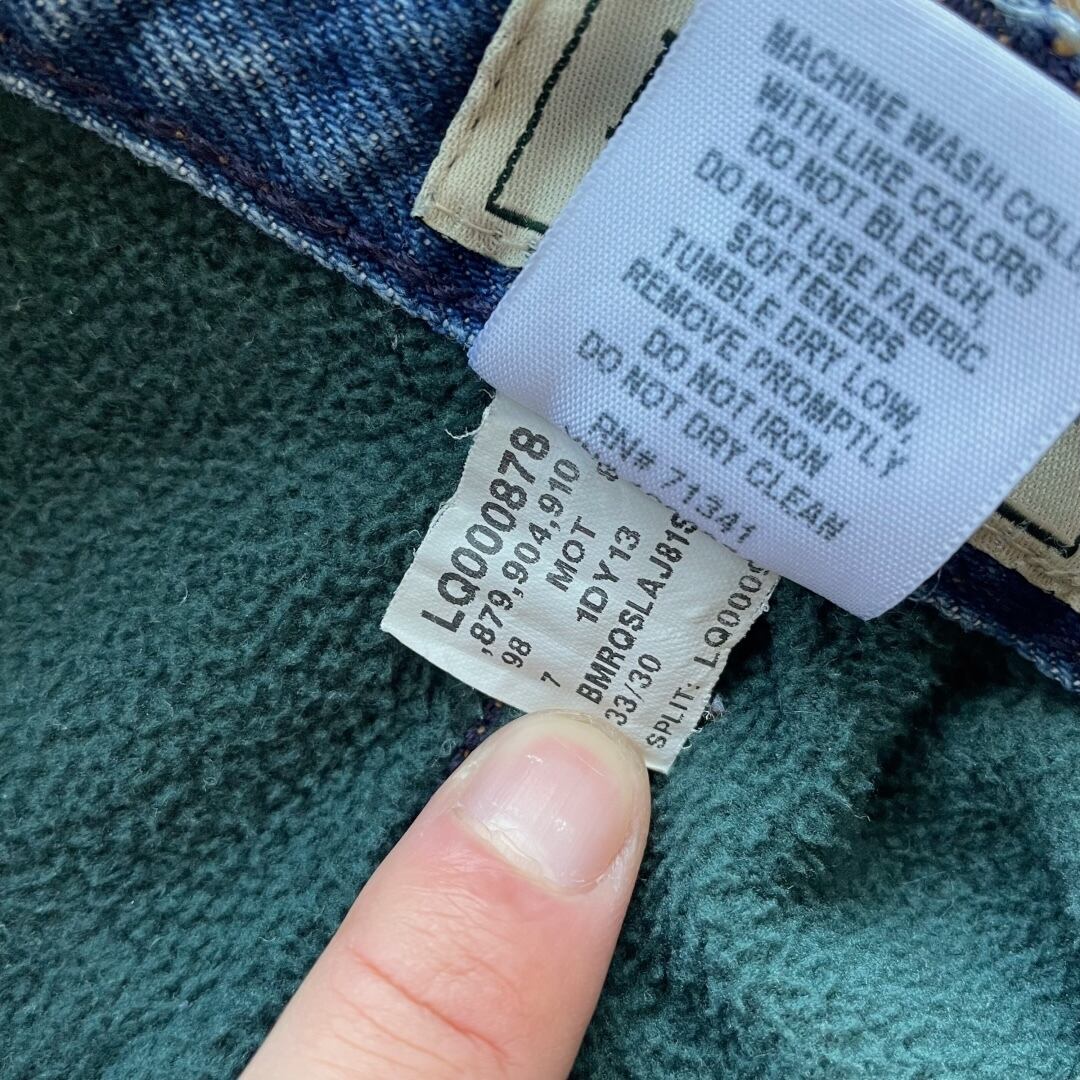 MACHINE WASH COLD
WITH LIKE COLORS
DO NOT BLEACH,
DO NOT USE FABRIC
SOFTENERS
TUMBLE DRY LOW
REMOVE PROMPTLY
DO NOT IRON
DO NOT DRY CLEAN
RN# 71341
LQ000878
,879,904,910
98 MOT
7 1DY13
BMRQSLAJ81S
33/30
SPLIT: LQ000